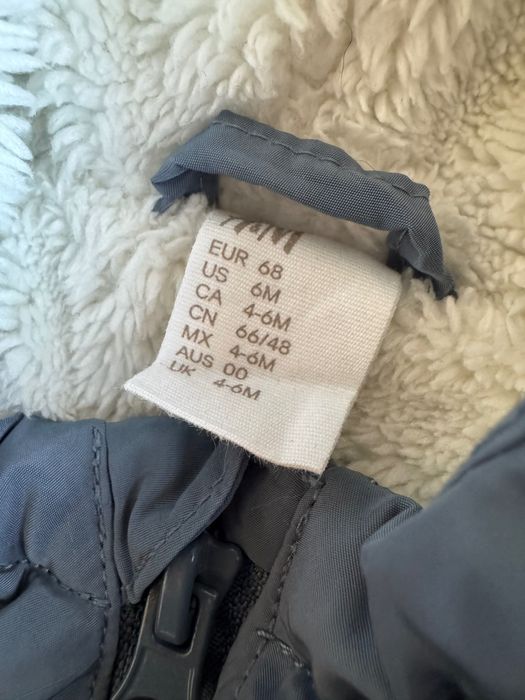 H&M
EUR 68
US 6M
CA 4-6M
CN 66/48
MX 4-6M
AUS 00
UK 4-6M